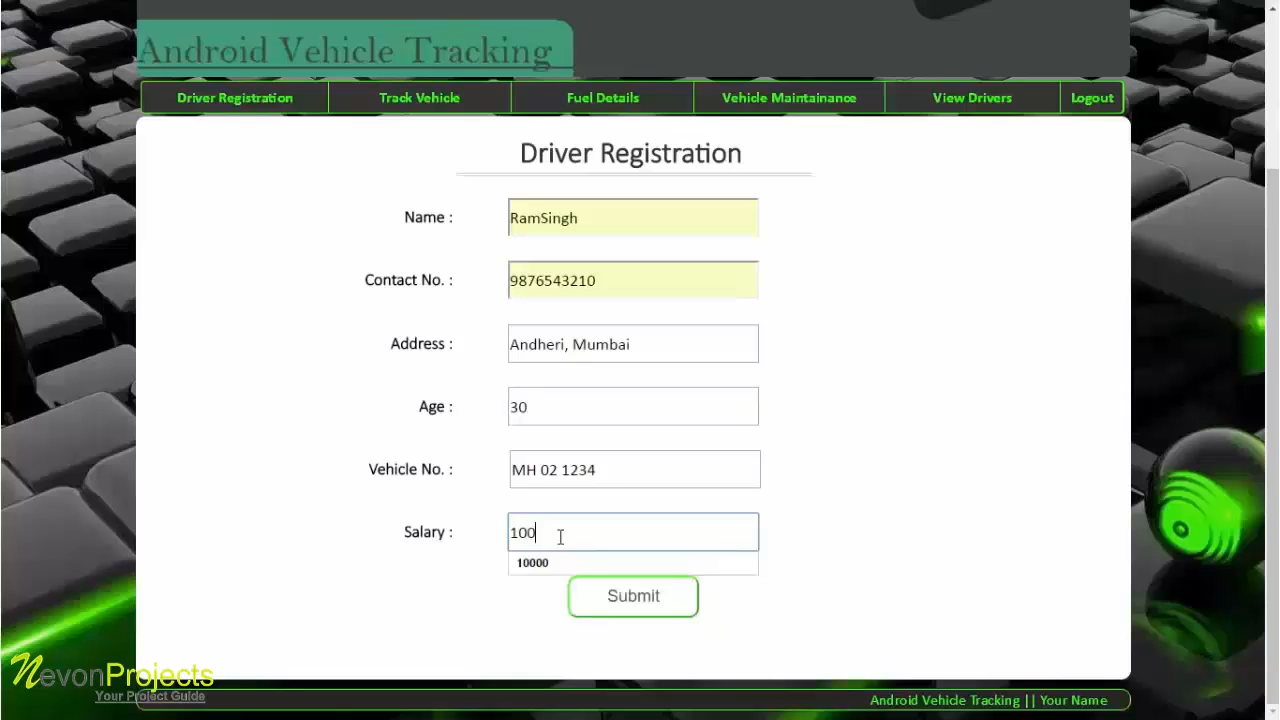 Android Vehicle Tracking
Driver Registration Track Vehicle Fuel Details Vehicle Maintainance View Drivers Logout
Driver Registration
Name : RamSingh
Contact No. : 9876543210
Address : Andheri, Mumbai
Age : 30
Vehicle No. : MH 02 1234
Salary : 100
10000
Submit
NevonProjects
Your Project Guide
Android Vehicle Tracking || Your Name